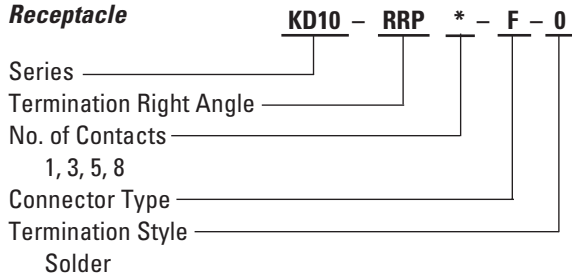 Receptacle KD10 – RRP * – F – 0
Series
Termination Right Angle
No. of Contacts
1, 3, 5, 8
Connector Type
Termination Style
Solder